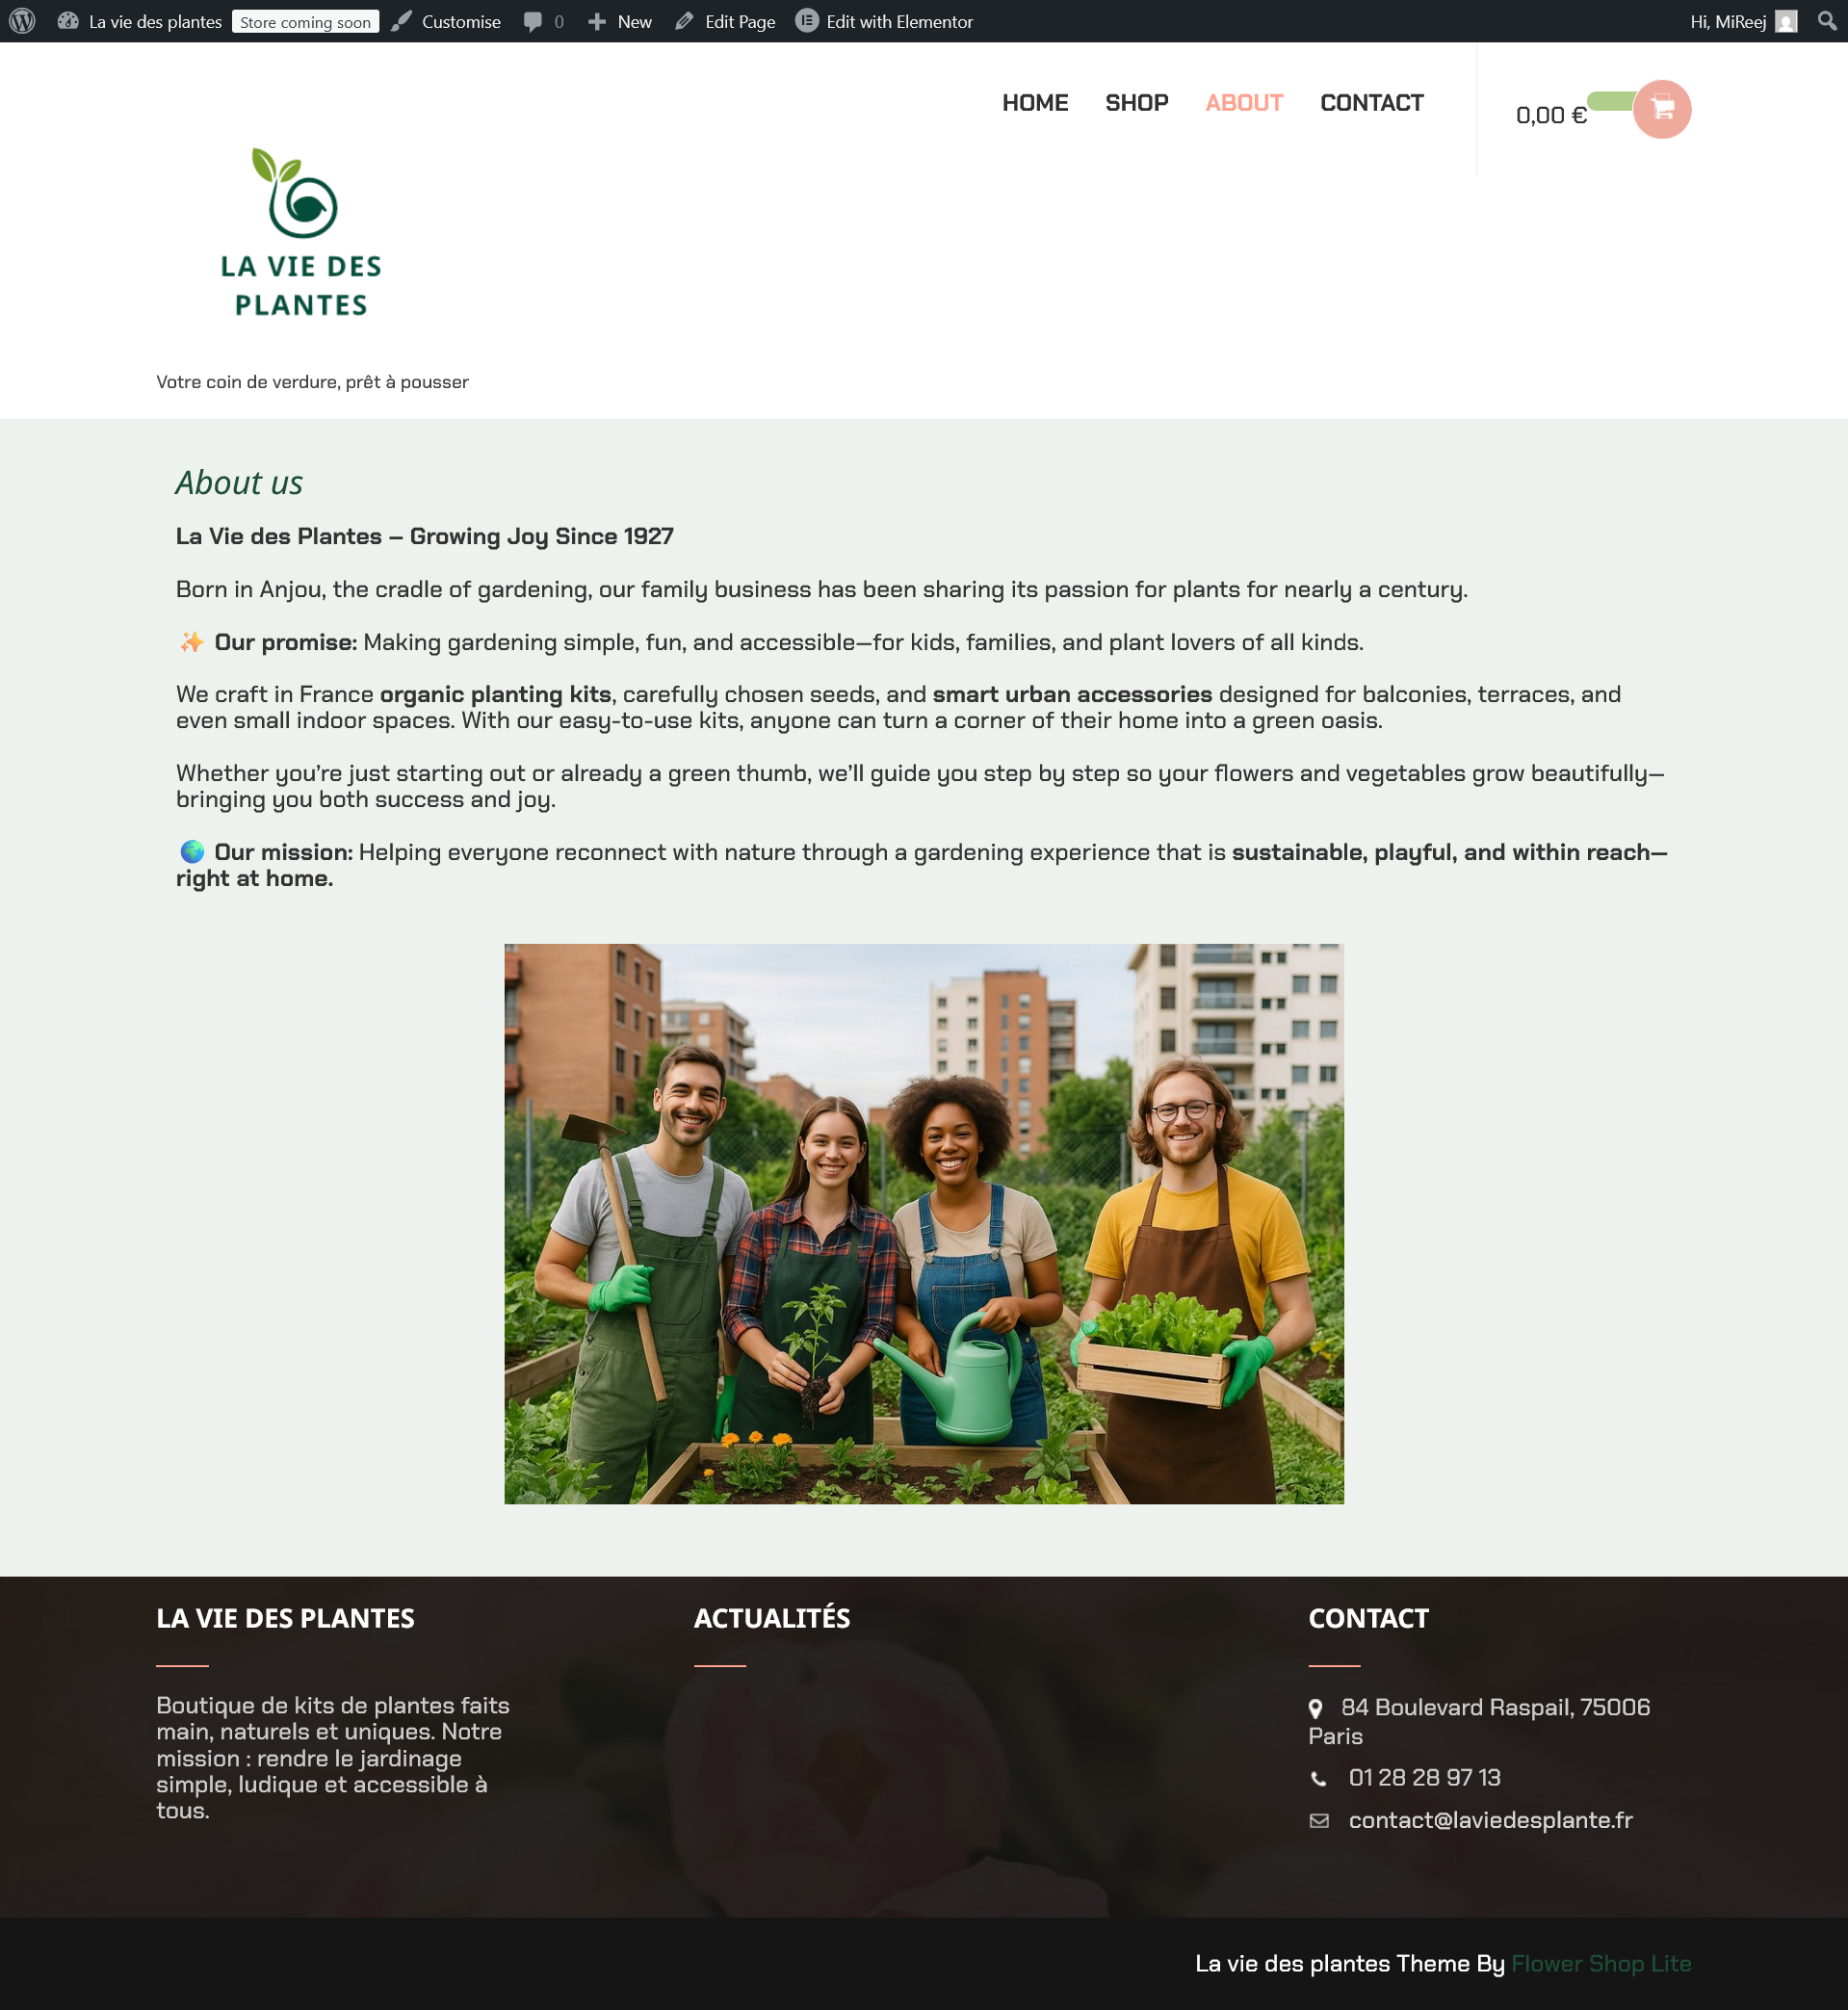 La vie des plantes Store coming soon Customise 0 New Edit Page Edit with Elementor Hi, MiReej
HOME SHOP ABOUT CONTACT
0,00 €
LA VIE DES
PLANTES
Votre coin de verdure, prêt à pousser
About us
La Vie des Plantes – Growing Joy Since 1927
Born in Anjou, the cradle of gardening, our family business has been sharing its passion for plants for nearly a century.
✨ Our promise: Making gardening simple, fun, and accessible—for kids, families, and plant lovers of all kinds.
We craft in France organic planting kits, carefully chosen seeds, and smart urban accessories designed for balconies, terraces, and
even small indoor spaces. With our easy-to-use kits, anyone can turn a corner of their home into a green oasis.
Whether you’re just starting out or already a green thumb, we’ll guide you step by step so your flowers and vegetables grow beautifully—
bringing you both success and joy.
🌍 Our mission: Helping everyone reconnect with nature through a gardening experience that is sustainable, playful, and within reach—
right at home.
LA VIE DES PLANTES
Boutique de kits de plantes faits
main, naturels et uniques. Notre
mission : rendre le jardinage
simple, ludique et accessible à
tous.
ACTUALITÉS
CONTACT
84 Boulevard Raspail, 75006
Paris
01 28 28 97 13
contact@laviedesplante.fr
La vie des plantes Theme By Flower Shop Lite